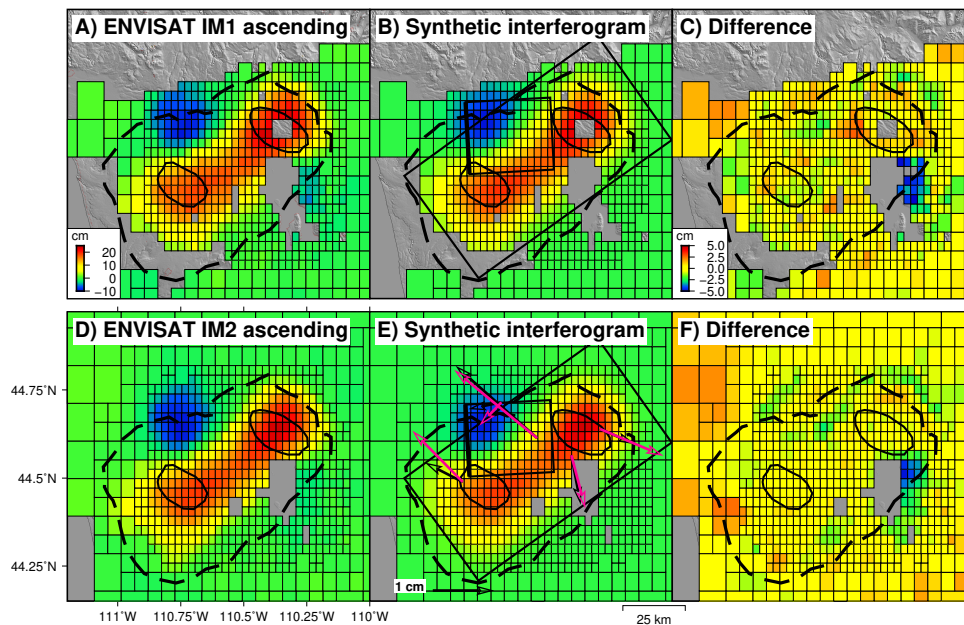 A) ENVISAT IM1 ascending
B) Synthetic interferogram
C) Difference
cm
20
10
0
−10
cm
5.0
2.5
0.0
−2.5
−5.0
D) ENVISAT IM2 ascending
E) Synthetic interferogram
F) Difference
44.75°N
44.5°N
44.25°N
1 cm
111°W
110.75°W
110.5°W
110.25°W
110°W
25 km